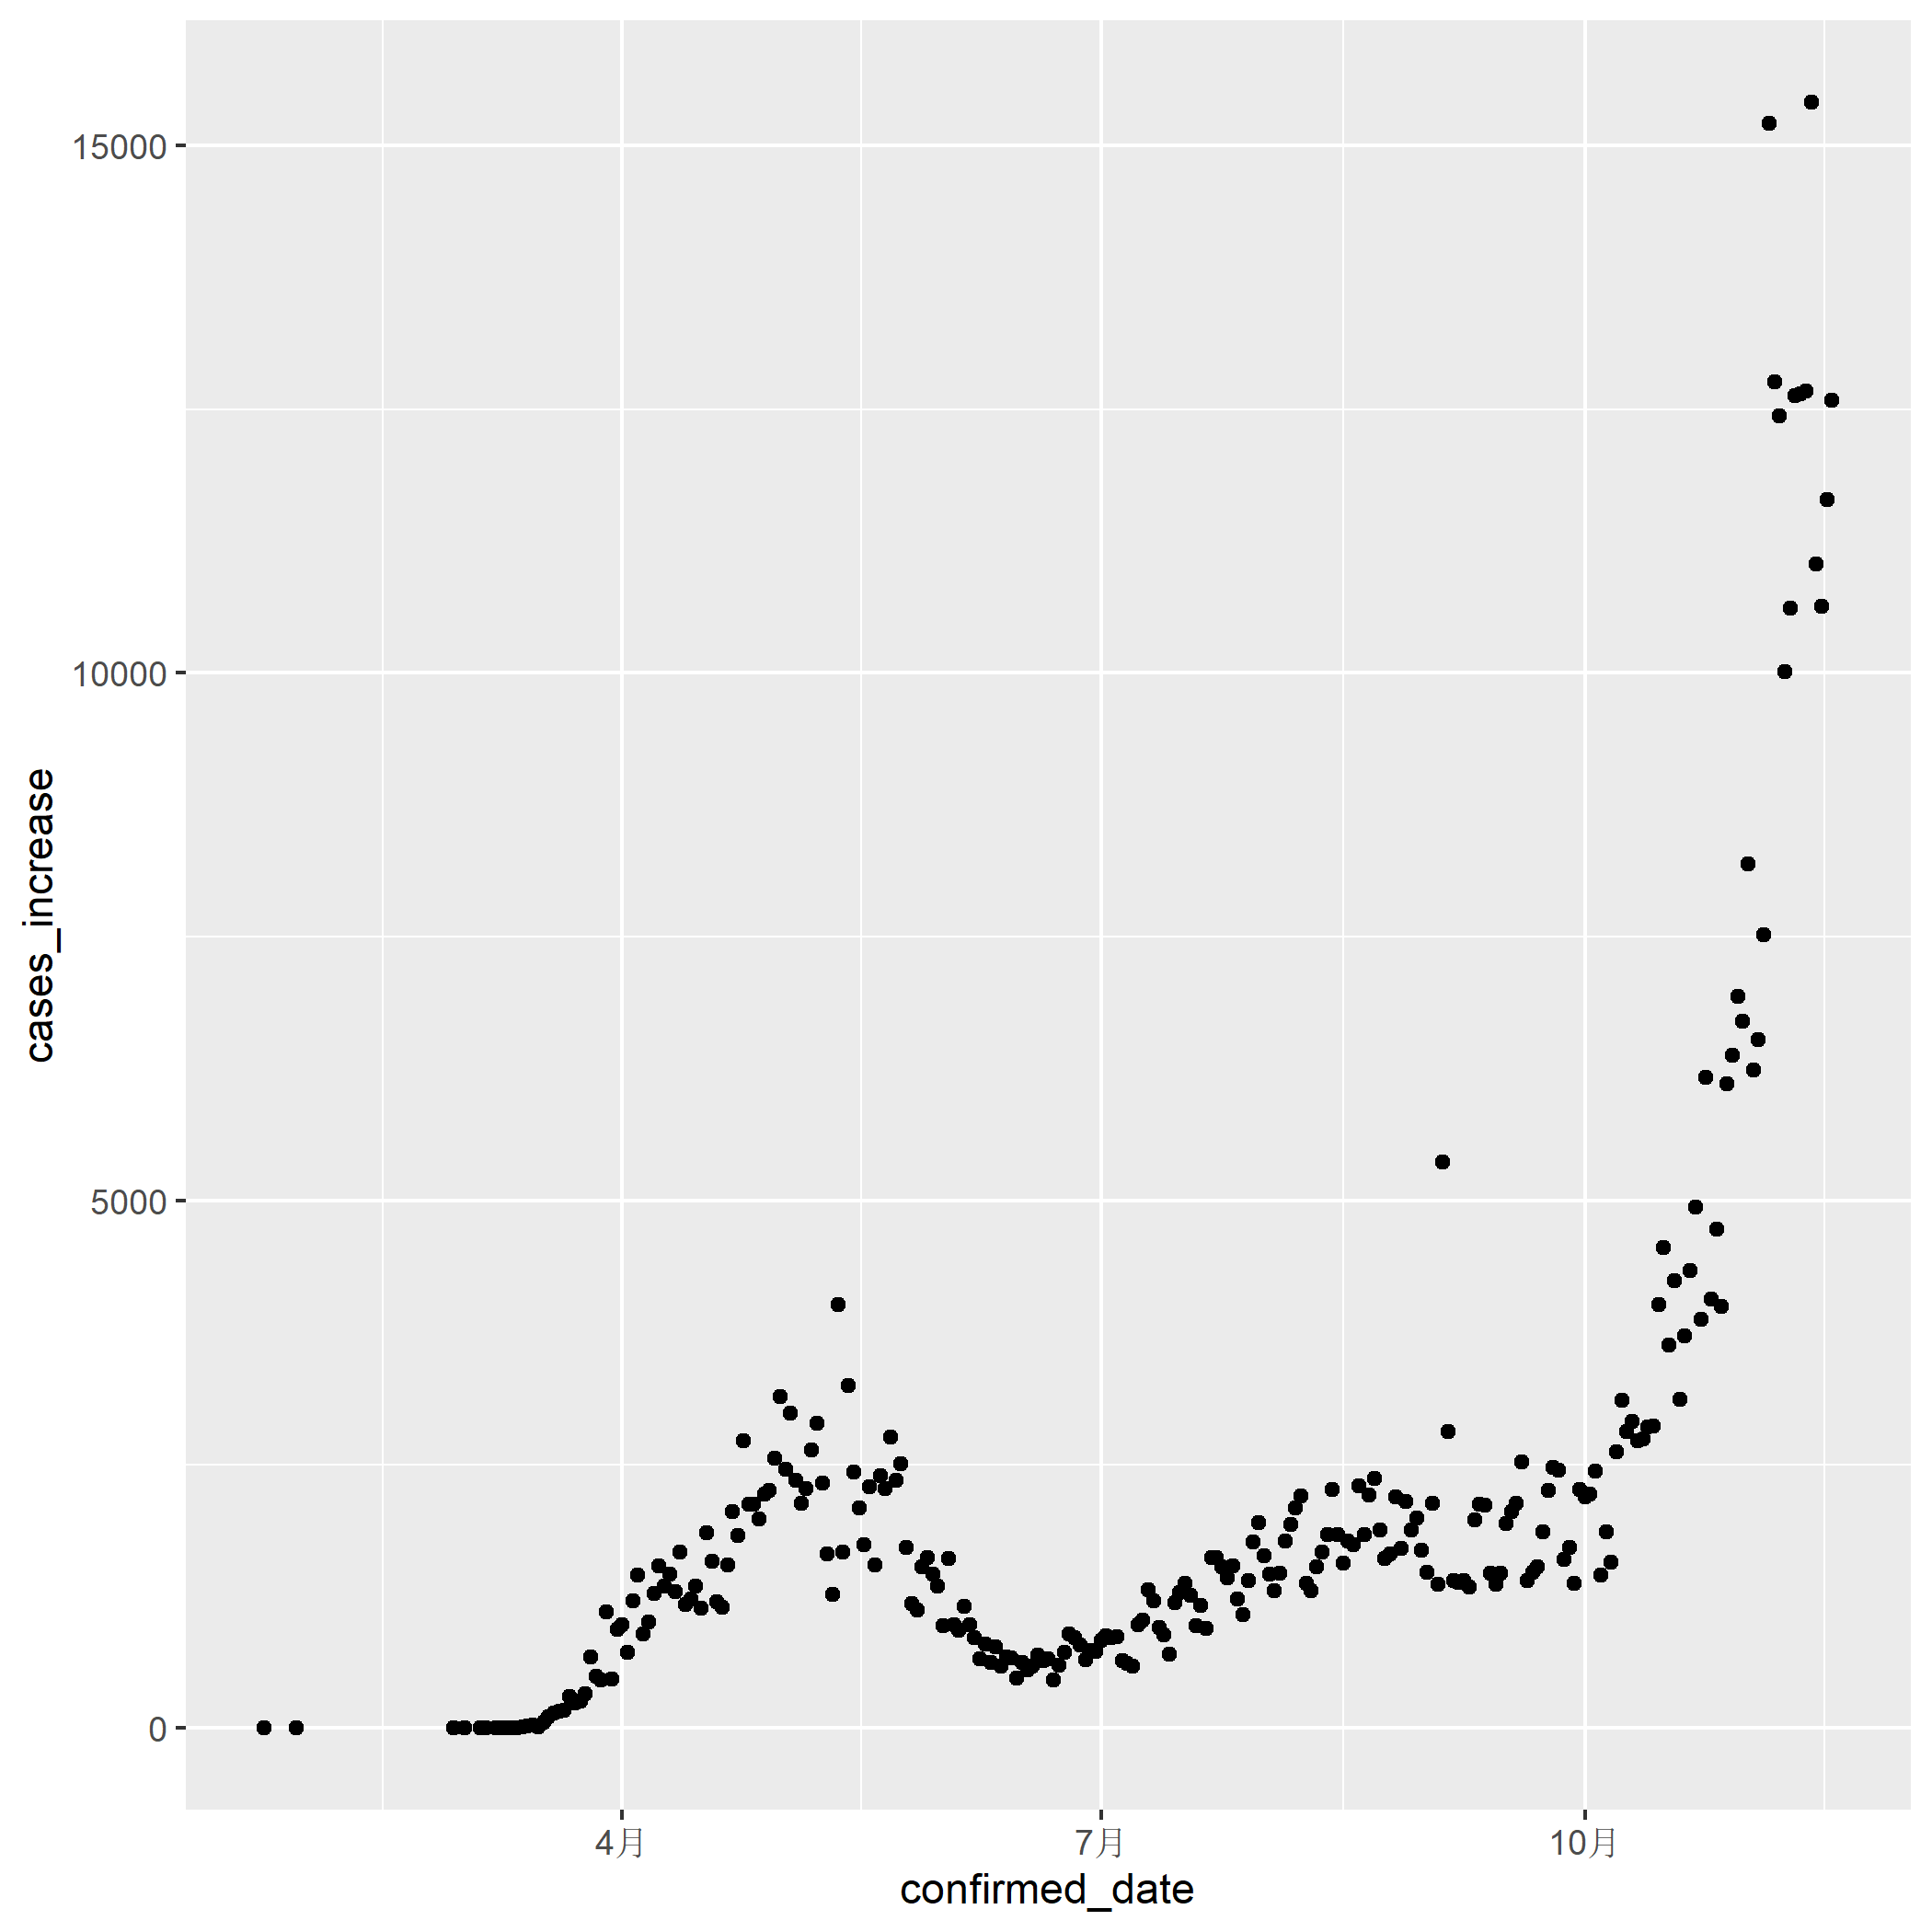 15000
10000
5000
0
cases_increase
4月
7月
10月
confirmed_date